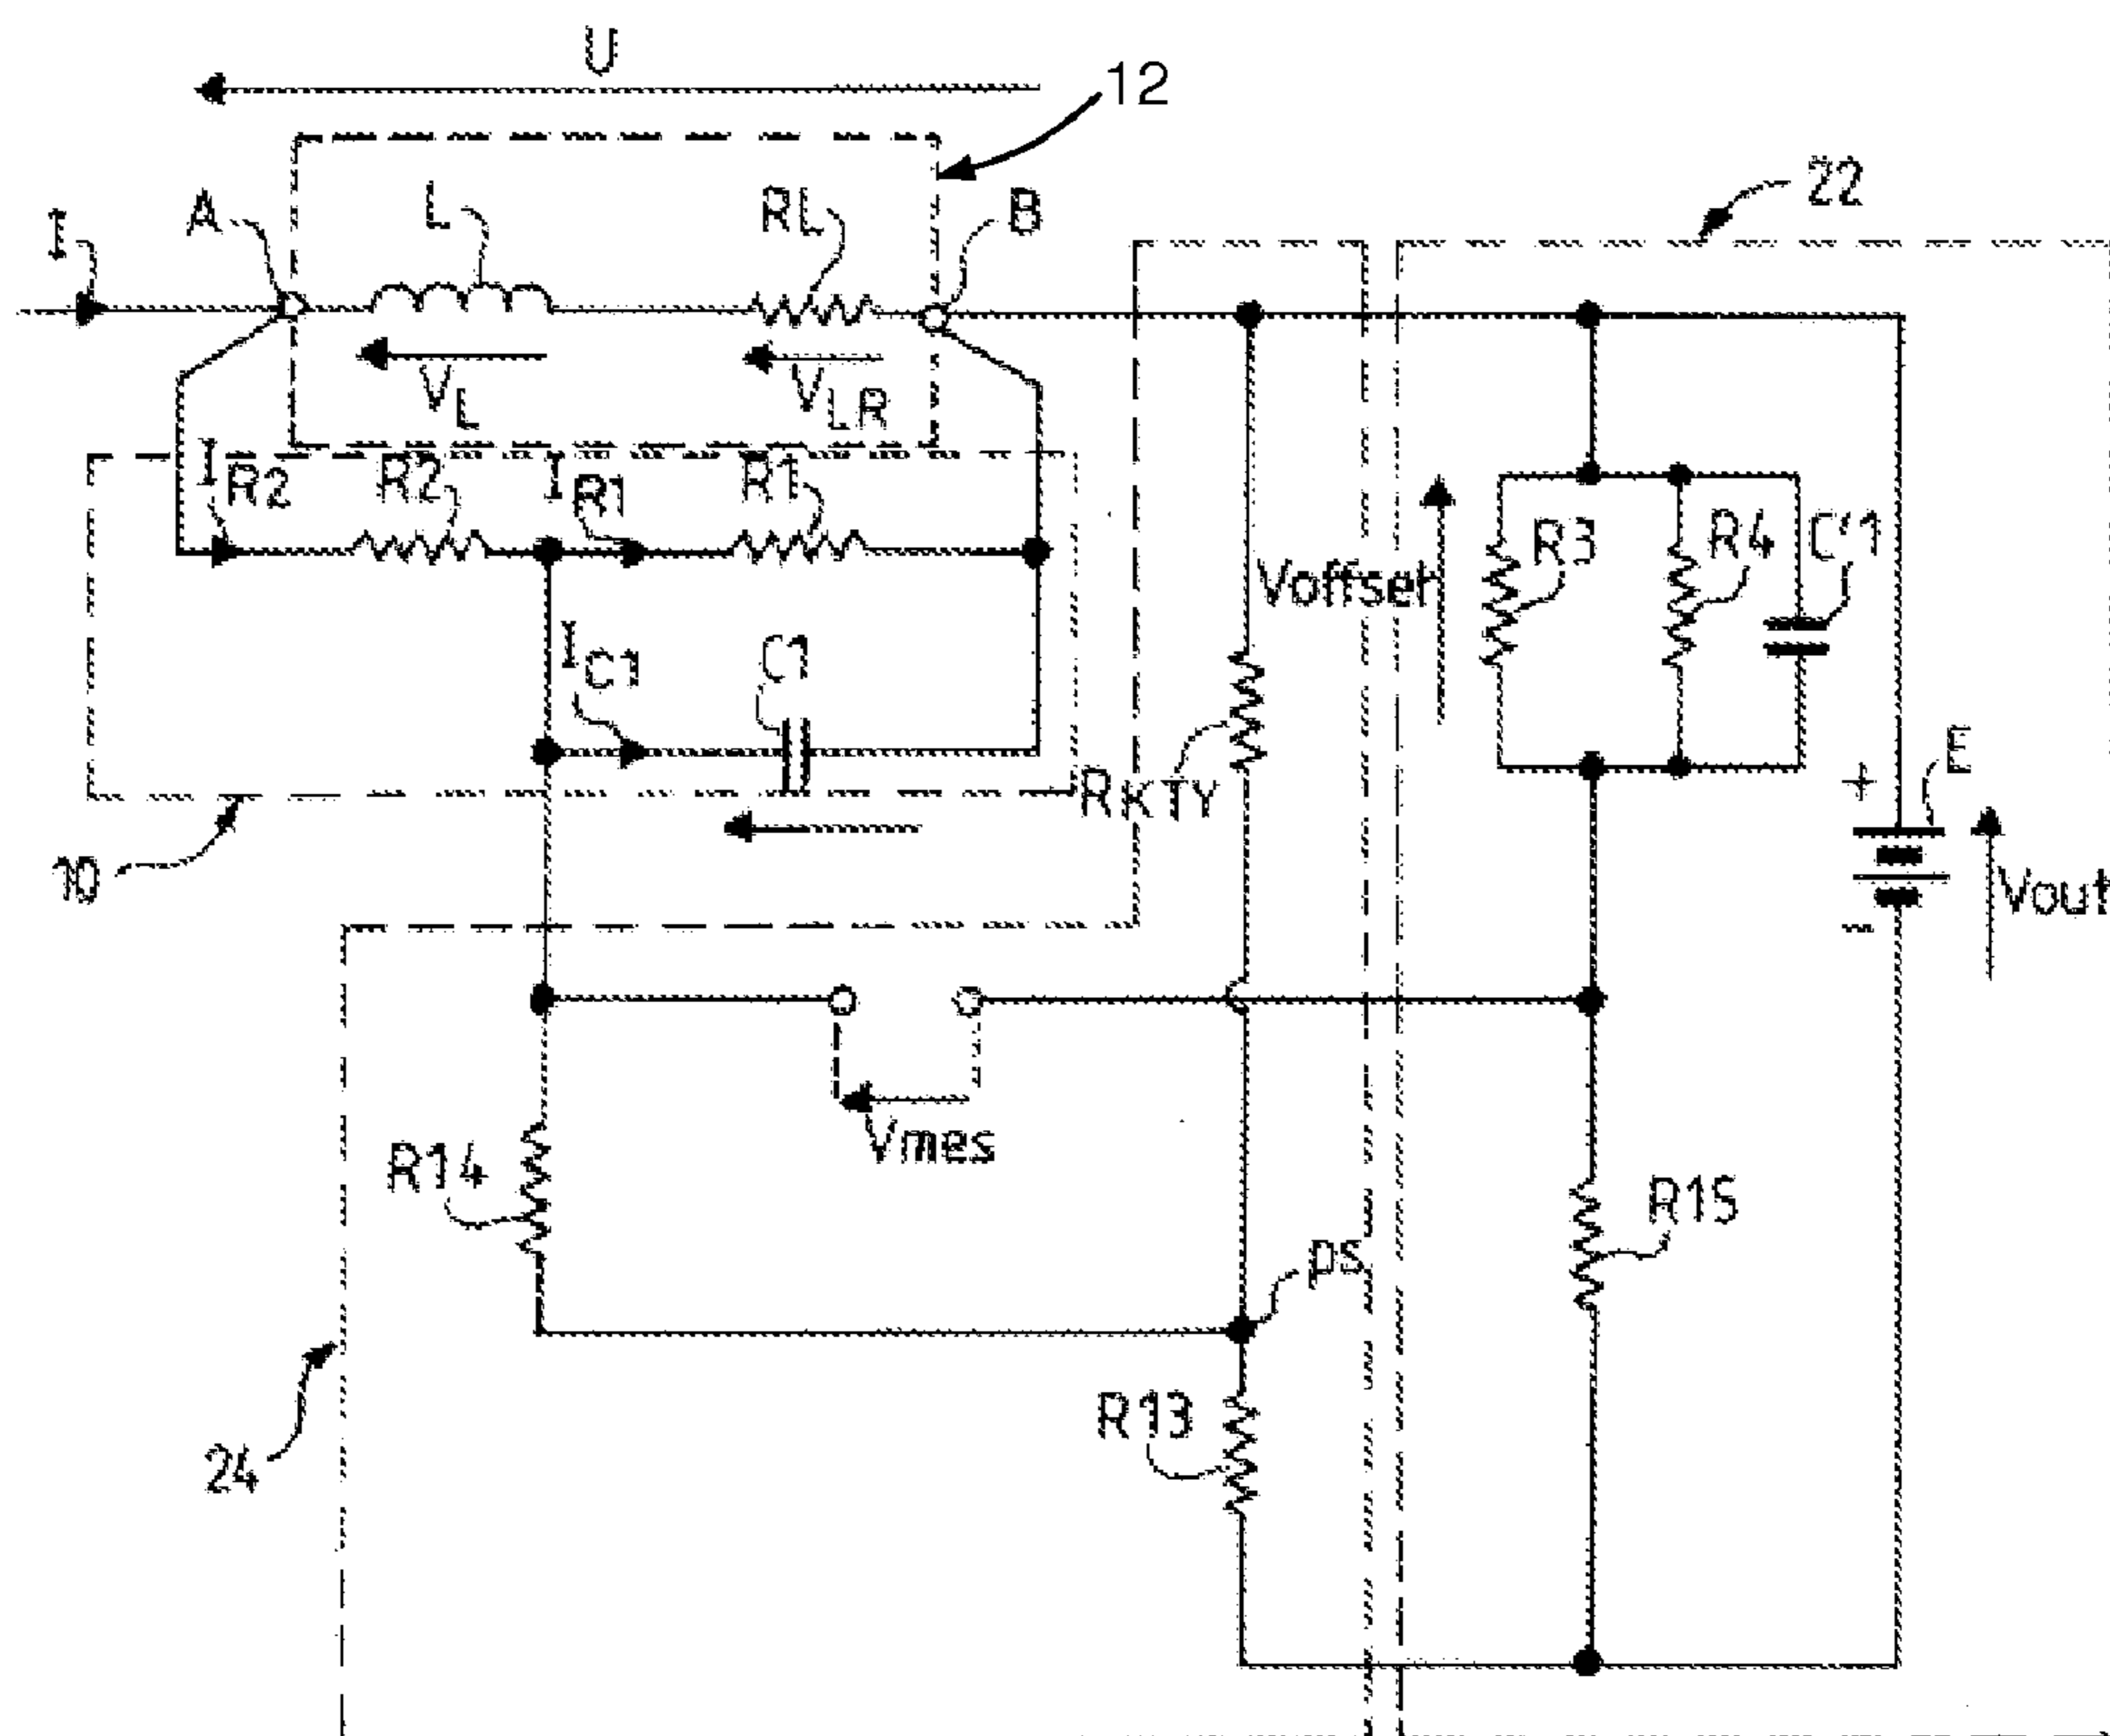 U
12
22
I
A
L
RL
B
VL
VLR
IR2
R2
IR1
R1
Voffset
R3
R4
C'1
IC1
C1
RKTY
+
E
10
Vout
-
Vmes
R14
R15
ps
R13
24